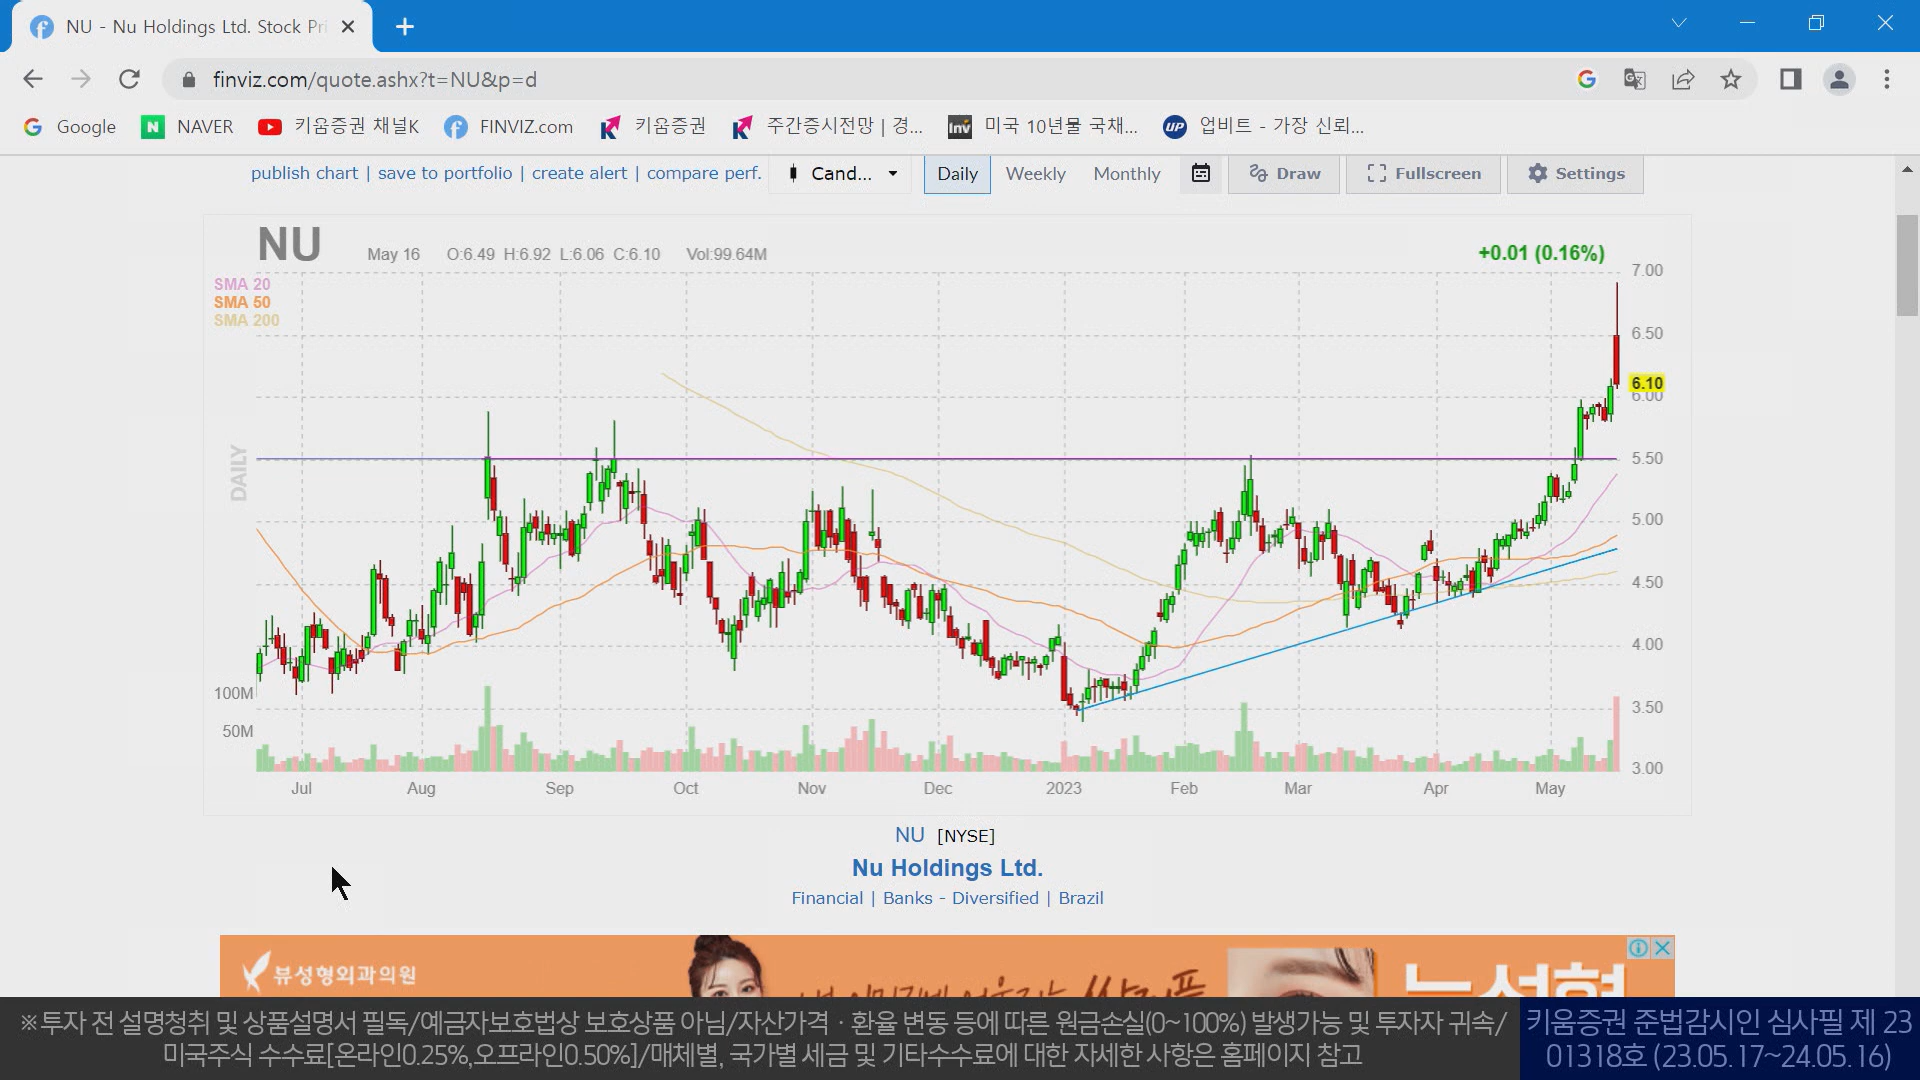 NU - Nu Holdings Ltd. Stock Pri
finviz.com/quote.ashx?t=NU&p=d
Google
NAVER
키움증권 채널K
FINVIZ.com
키움증권
주간증시전망 | 경...
Inv
미국 10년물 국채...
UP
업비트 - 가장 신뢰...
publish chart | save to portfolio | create alert | compare perf.
Cand...
Daily
Weekly
Monthly
Draw
Fullscreen
Settings
NU
May 16 O:6.49 H:6.92 L:6.06 C:6.10 Vol:99.64M
+0.01 (0.16%)
SMA 20
SMA 50
SMA 200
DAILY
7.00
6.50
6.10
6.00
5.50
5.00
4.50
4.00
3.50
3.00
100M
50M
Jul Aug Sep Oct Nov Dec 2023 Feb Mar Apr May
NU [NYSE]
Nu Holdings Ltd.
Financial | Banks - Diversified | Brazil
뷰성형외과의원
※투자 전 설명청취 및 상품설명서 필독/예금자보호법상 보호상품 아님/자산가격 · 환율 변동 등에 따른 원금손실(0~100%) 발생가능 및 투자자 귀속/
미국주식 수수료[온라인0.25%,오프라인0.50%]/매체별, 국가별 세금 및 기타수수료에 대한 자세한 사항은 홈페이지 참고
키움증권 준법감시인 심사필 제 23
01318호 (23.05.17~24.05.16)